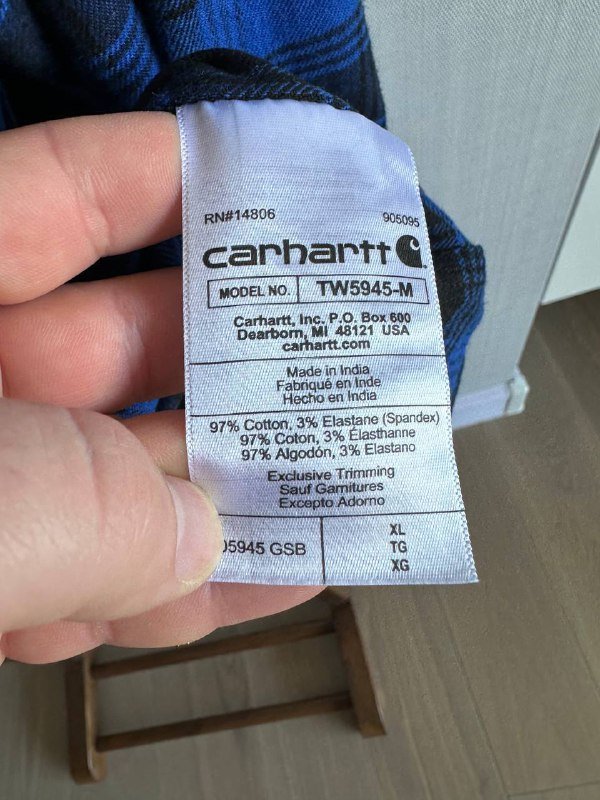 RN#14806 905095
carhartt
MODEL NO. TW5945-M
Carhartt, Inc. P.O. Box 600
Dearborn, MI 48121 USA
carhartt.com
Made in India
Fabriqué en Inde
Hecho en India
97% Cotton, 3% Elastane (Spandex)
97% Coton, 3% Élasthanne
97% Algodón, 3% Elastano
Exclusive Trimming
Sauf Garnitures
Excepto Adorno
5945 GSB
XL
TG
XG